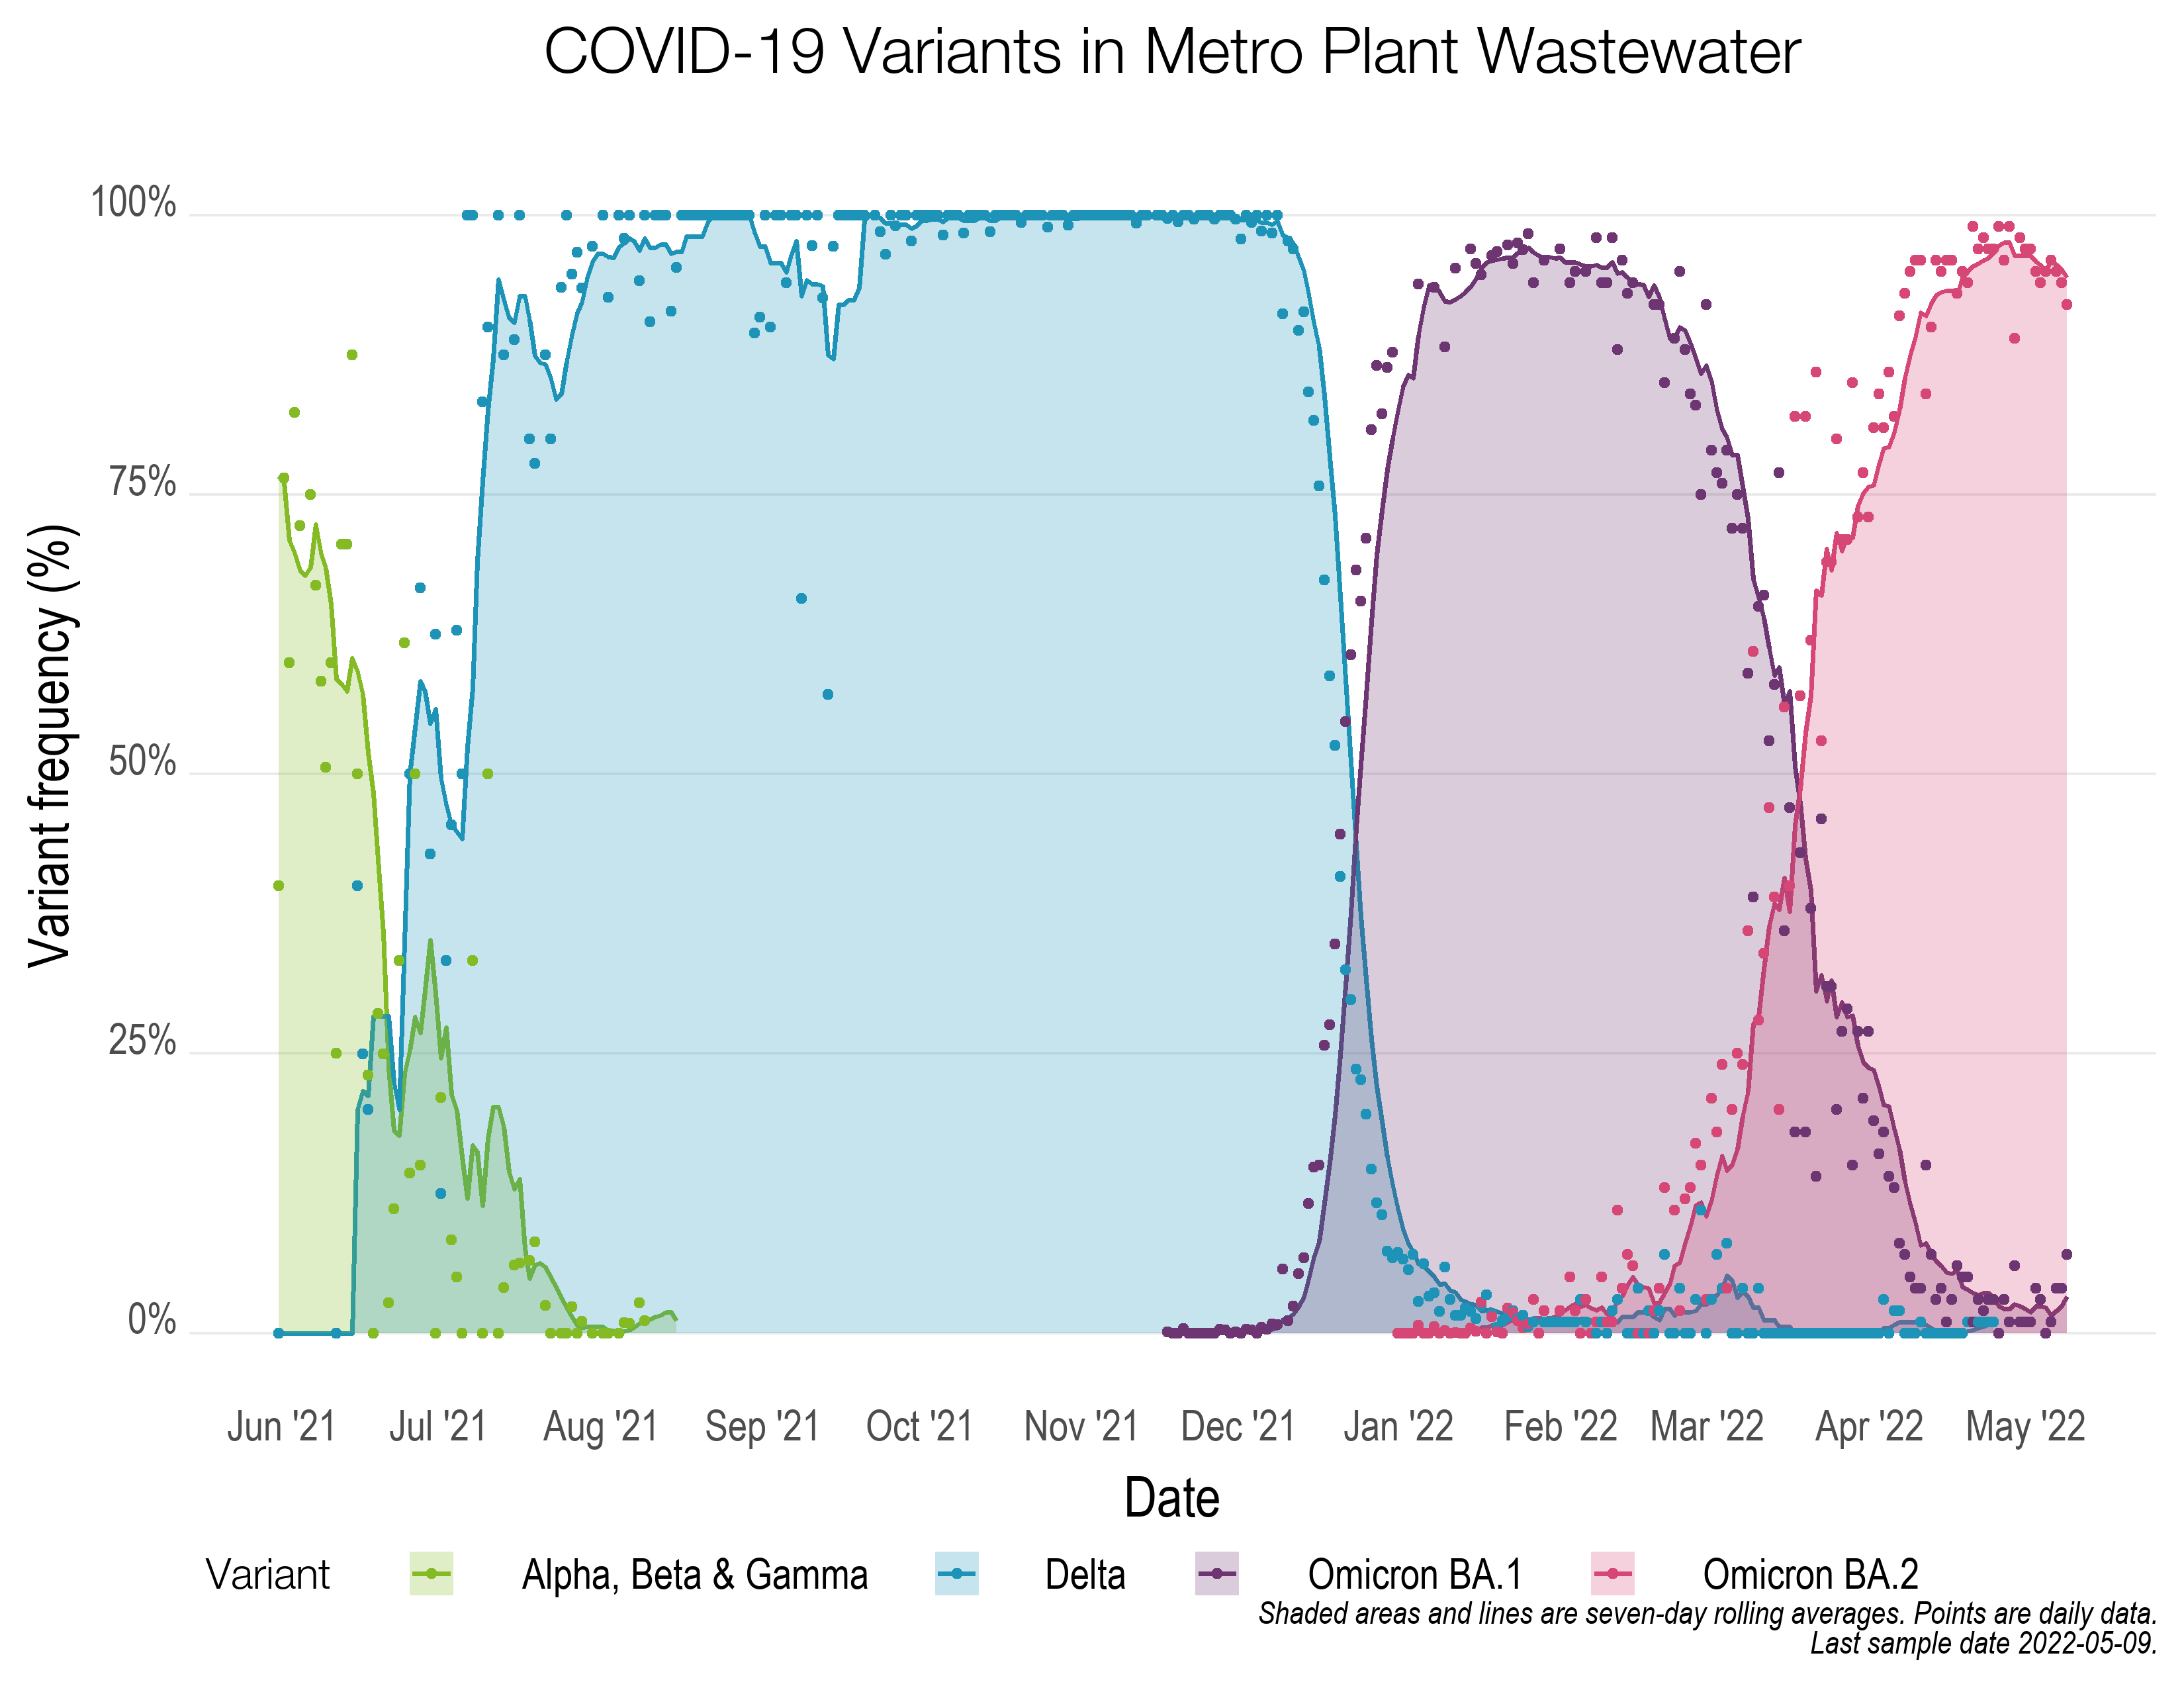 COVID-19 Variants in Metro Plant Wastewater
Variant frequency (%)
100%
75%
50%
25%
0%
Jun '21 Jul '21 Aug '21 Sep '21 Oct '21 Nov '21 Dec '21 Jan '22 Feb '22 Mar '22 Apr '22 May '22
Date
Variant Alpha, Beta & Gamma Delta Omicron BA.1 Omicron BA.2
Shaded areas and lines are seven-day rolling averages. Points are daily data.
Last sample date 2022-05-09.